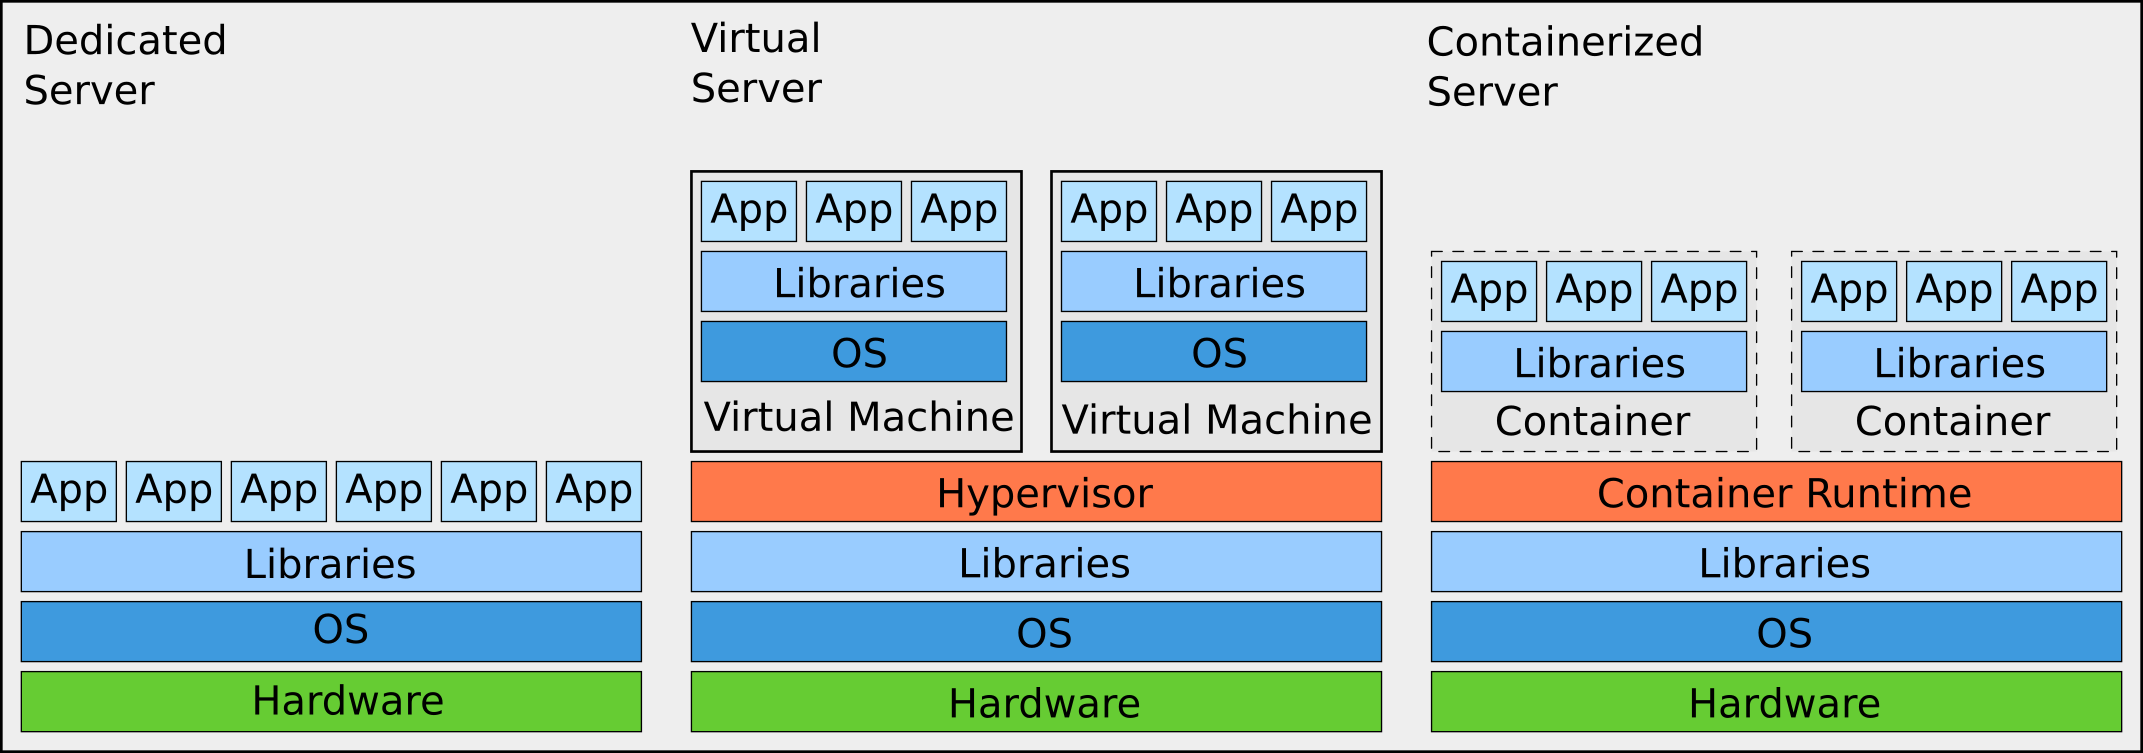 Dedicated
Server
App App App App App App
Libraries
OS
Hardware
Virtual
Server
App App App
Libraries
OS
Virtual Machine
App App App
Libraries
OS
Virtual Machine
Hypervisor
Libraries
OS
Hardware
Containerized
Server
App App App
Libraries
Container
App App App
Libraries
Container
Container Runtime
Libraries
OS
Hardware